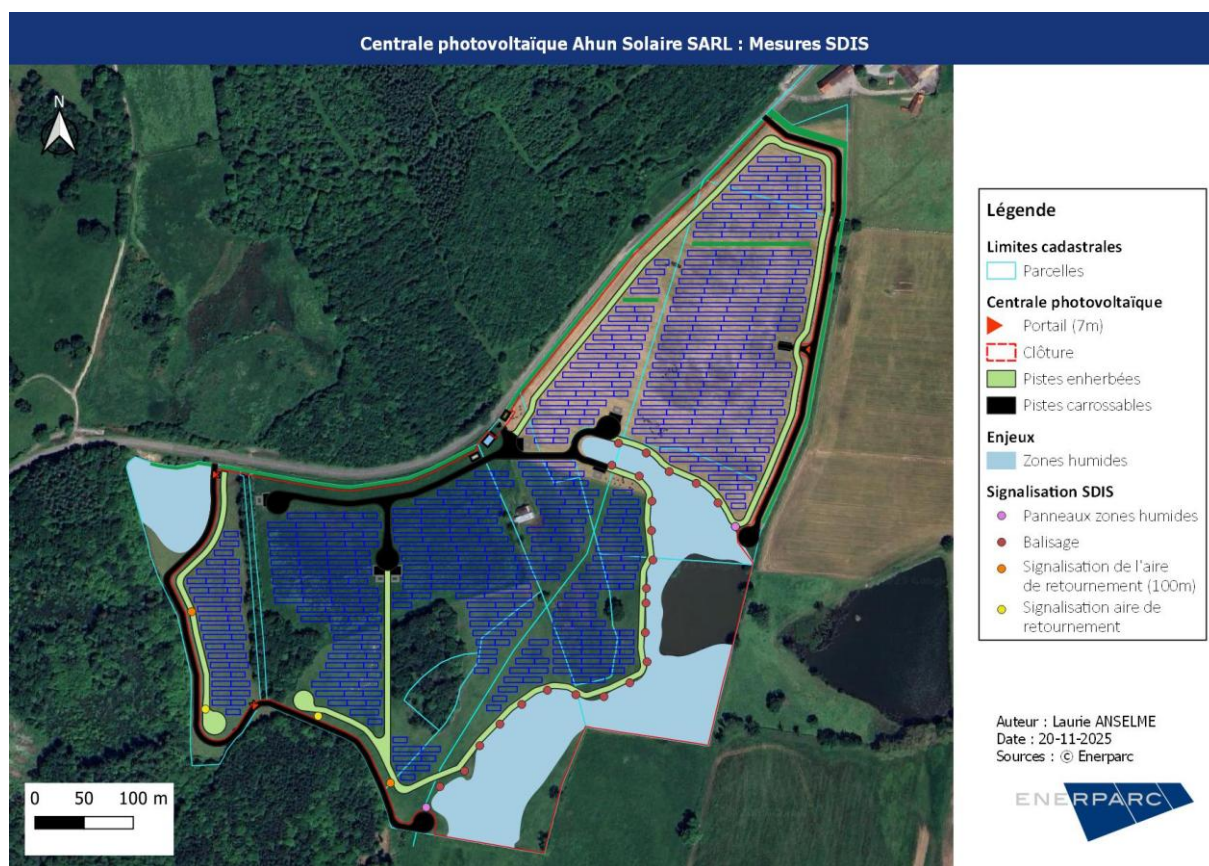 Centrale photovoltaïque Ahun Solaire SARL : Mesures SDIS
N
Légende
Limites cadastrales
Parcelles
Centrale photovoltaïque
Portail (7m)
Clôture
Pistes enherbées
Pistes carrossables
Enjeux
Zones humides
Signalisation SDIS
Panneaux zones humides
Balisage
Signalisation de l'aire
de retournement (100m)
Signalisation aire de
retournement
Auteur : Laurie ANSELME
Date : 20-11-2025
Sources : © Enerparc
ENERPARC
0 50 100 m